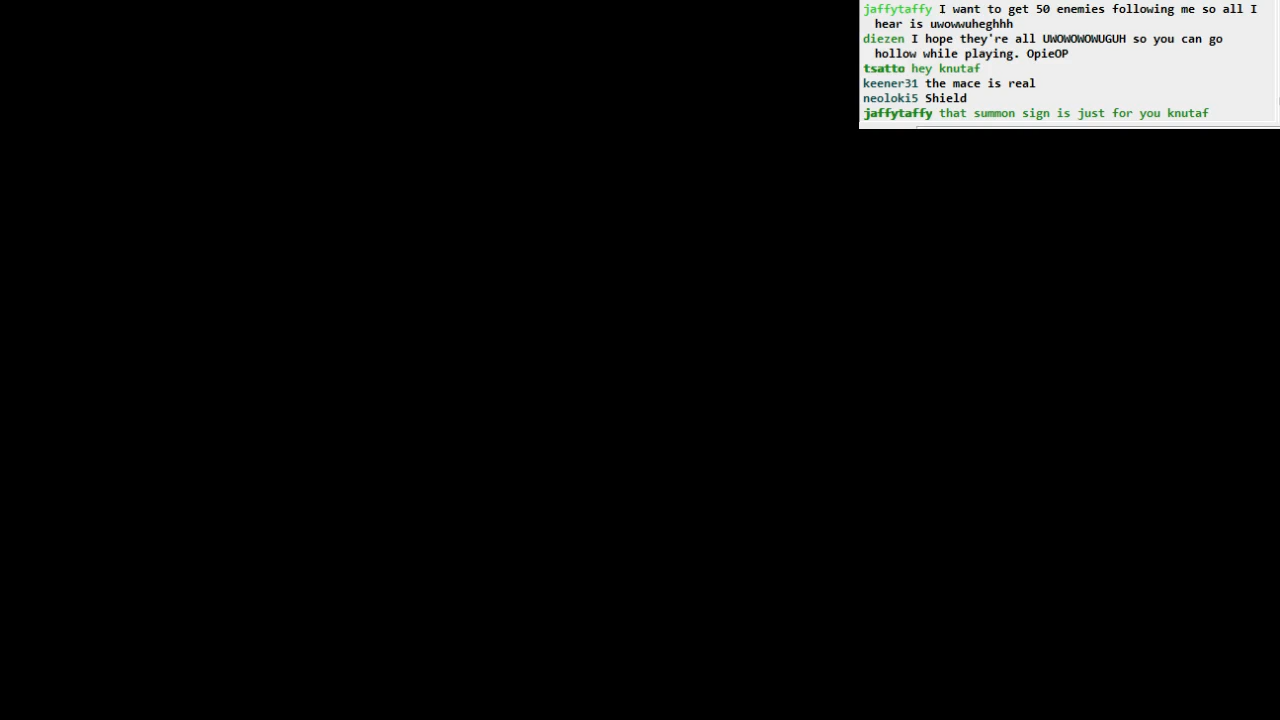 jaffytaffy I want to get 50 enemies following me so all I
hear is uwowwuheghhh
diezen I hope they're all UWOWOWOWUGUH so you can go
hollow while playing. OpieOP
tsatto hey knutaf
keener31 the mace is real
neoloki5 Shield
jaffytaffy that summon sign is just for you knutaf